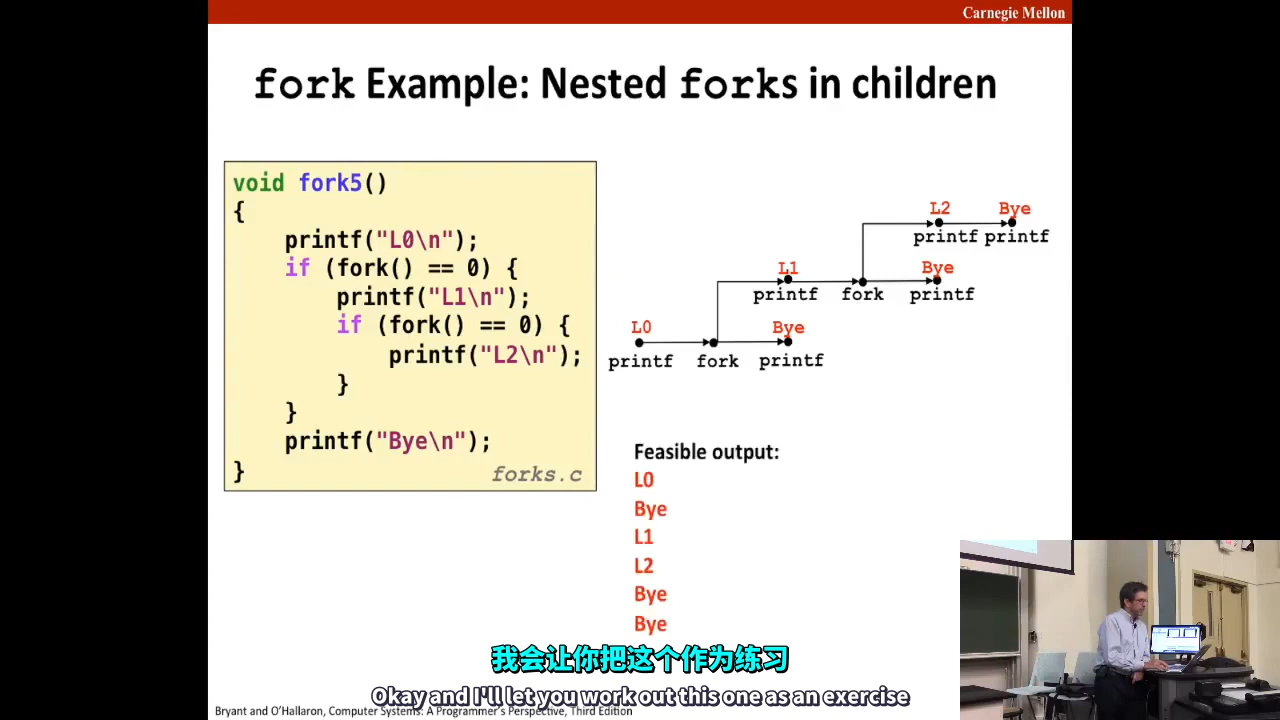 Carnegie Mellon
fork Example: Nested forks in children
void fork5()
{
    printf("L0\n");
    if (fork() == 0) {
        printf("L1\n");
        if (fork() == 0) {
            printf("L2\n");
        }
    }
    printf("Bye\n");
}
forks.c
L2 Bye
printf printf
L1 Bye
printf fork printf
L0 Bye
printf fork printf
Feasible output:
L0
Bye
L1
L2
Bye
Bye
我会让你把这个作为练习
Okay and I'll let you work out this one as an exercise
Bryant and O'Hallaron, Computer Systems: A Programmer's Perspective, Third Edition